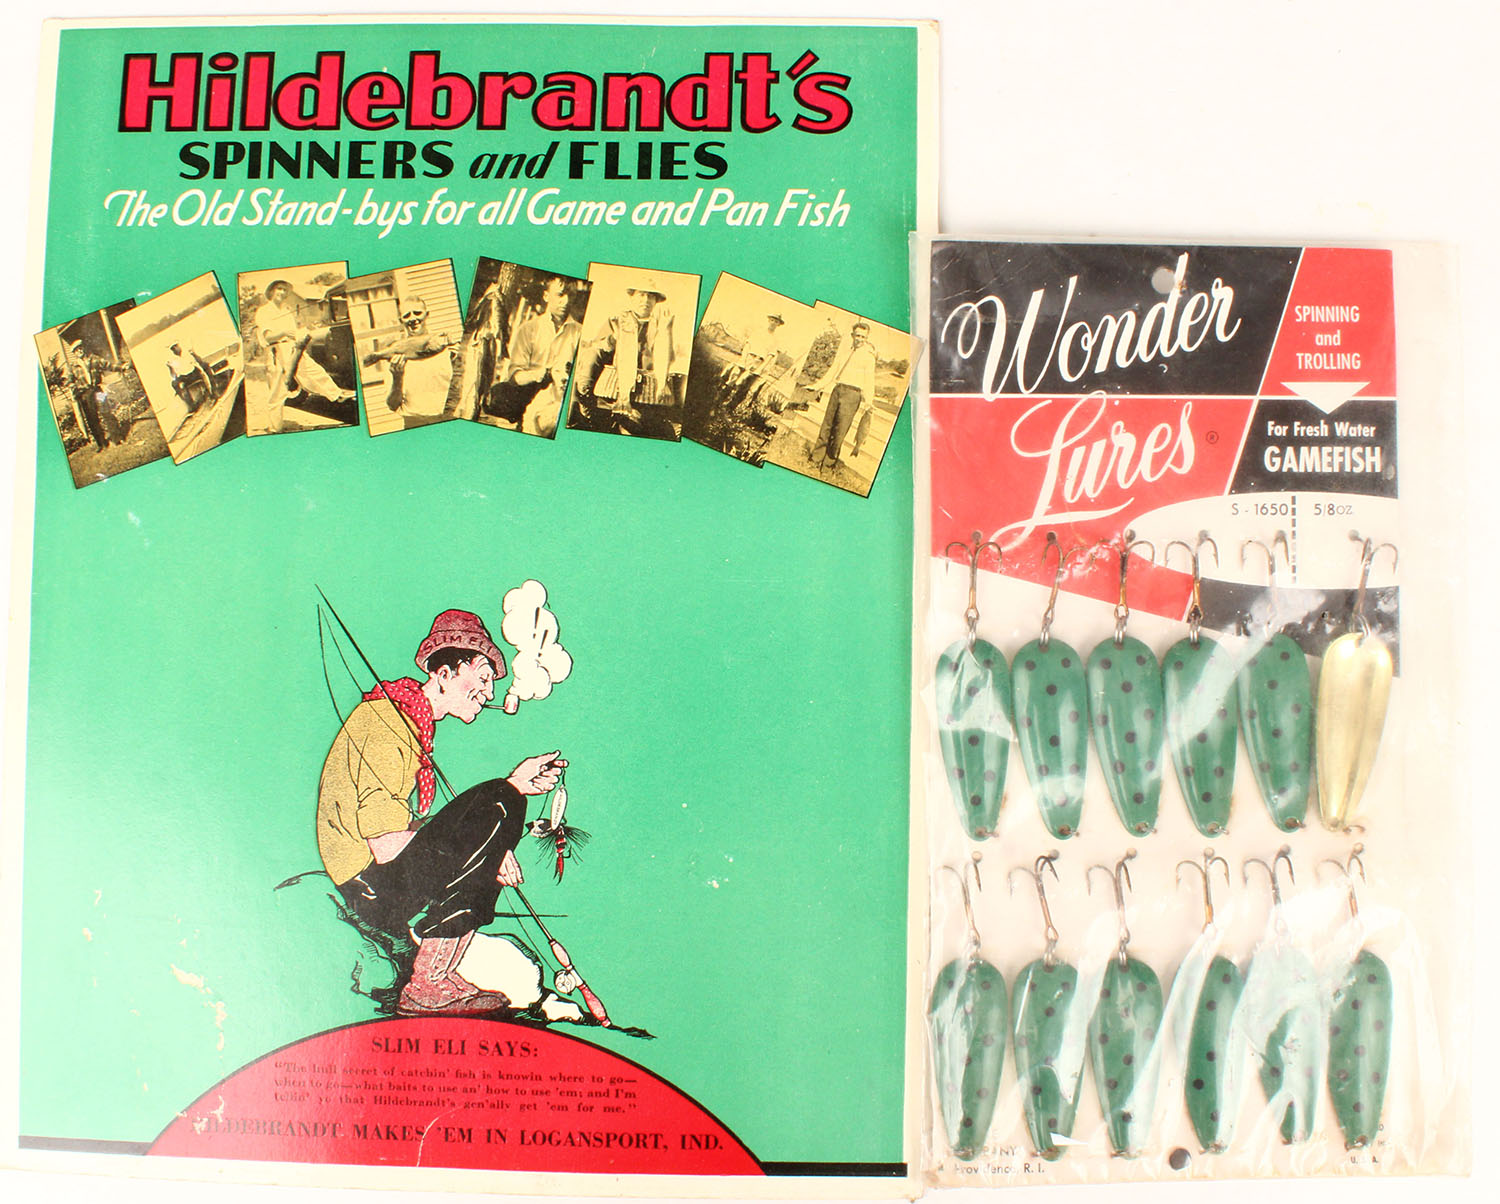 Hildebrandt's
SPINNERS and FLIES
The Old Stand-bys for all Game and Pan Fish
SLIM ELI
SLIM ELI SAYS:
"The hull secret of catchin' fish is knowin where to go—
when to go—what baits to use an' how to use 'em; and I'm
tellin' yo that Hildebrandt's gen'ally get 'em for me."
HILDEBRANDT MAKES 'EM IN LOGANSPORT, IND.
Wonder
Lures®
SPINNING
and
TROLLING
For Fresh Water
GAMEFISH
S - 1650 5/8 OZ
Providence, R. I.